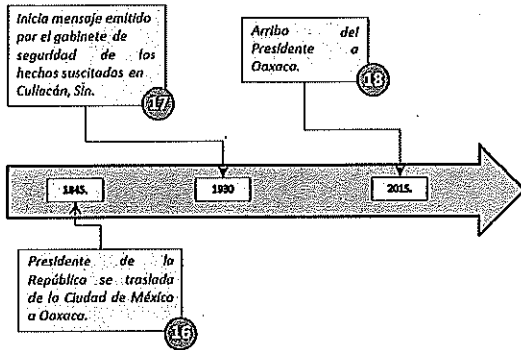 Inicia mensaje emitido
por el gabinete de
seguridad de los
hechos suscitados en
Culiacán, Sin.
17
Arribo del
Presidente a
Oaxaca.
18
1845.
1930
2015.
Presidente de la
República se traslada
de la Ciudad de México
a Oaxaca.
16